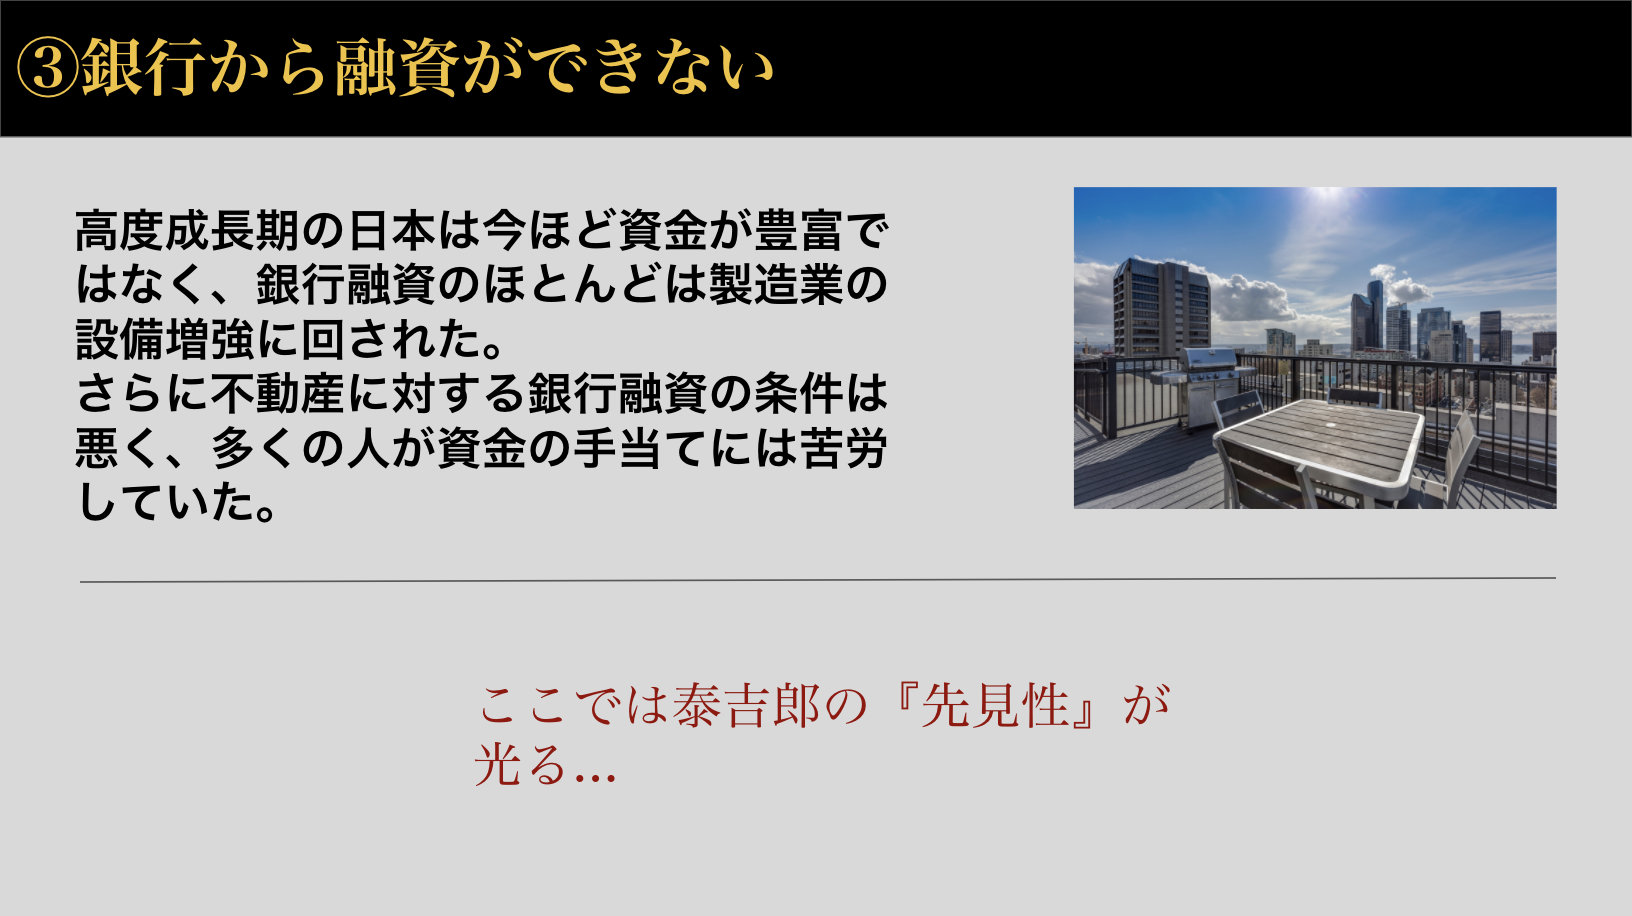 ③銀行から融資ができない
高度成長期の日本は今ほど資金が豊富で
はなく、銀行融資のほとんどは製造業の
設備増強に回された。
さらに不動産に対する銀行融資の条件は
悪く、多くの人が資金の手当てには苦労
していた。
ここでは泰吉郎の『先見性』が
光る...